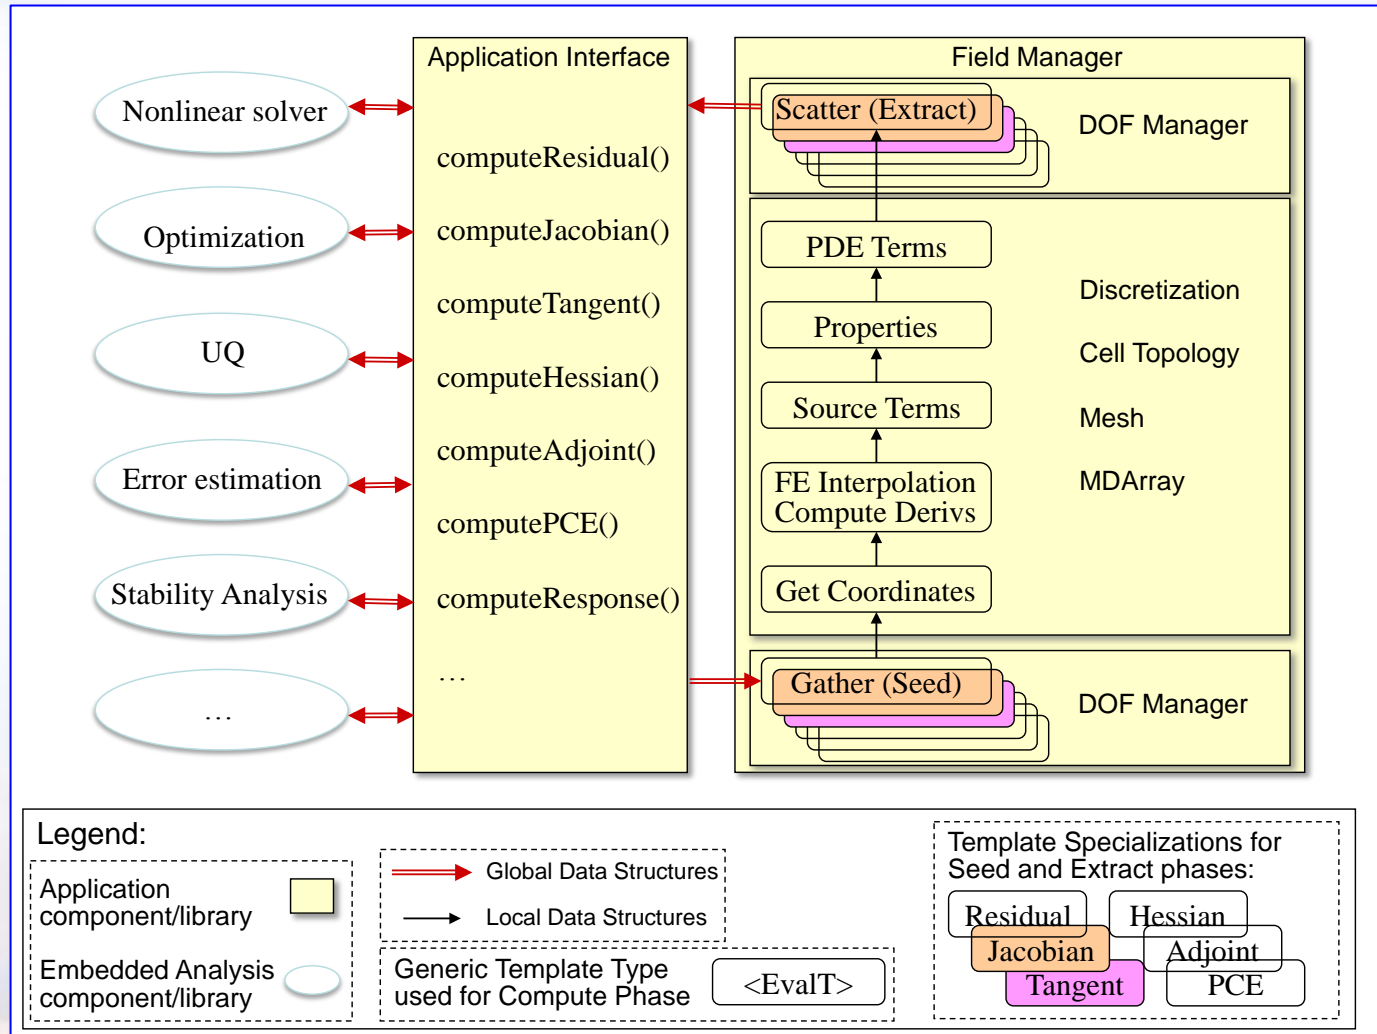 Nonlinear solver
Optimization
UQ
Error estimation
Stability Analysis
…
Application Interface
computeResidual()
computeJacobian()
computeTangent()
computeHessian()
computeAdjoint()
computePCE()
computeResponse()
…
Field Manager
Scatter (Extract)
DOF Manager
PDE Terms
Properties
Source Terms
FE Interpolation
Compute Derivs
Get Coordinates
Discretization
Cell Topology
Mesh
MDArray
Gather (Seed)
DOF Manager
Legend:
Application
component/library
Embedded Analysis
component/library
Global Data Structures
Local Data Structures
Generic Template Type
used for Compute Phase
<EvalT>
Template Specializations for
Seed and Extract phases:
Residual
Hessian
Jacobian
Adjoint
Tangent
PCE